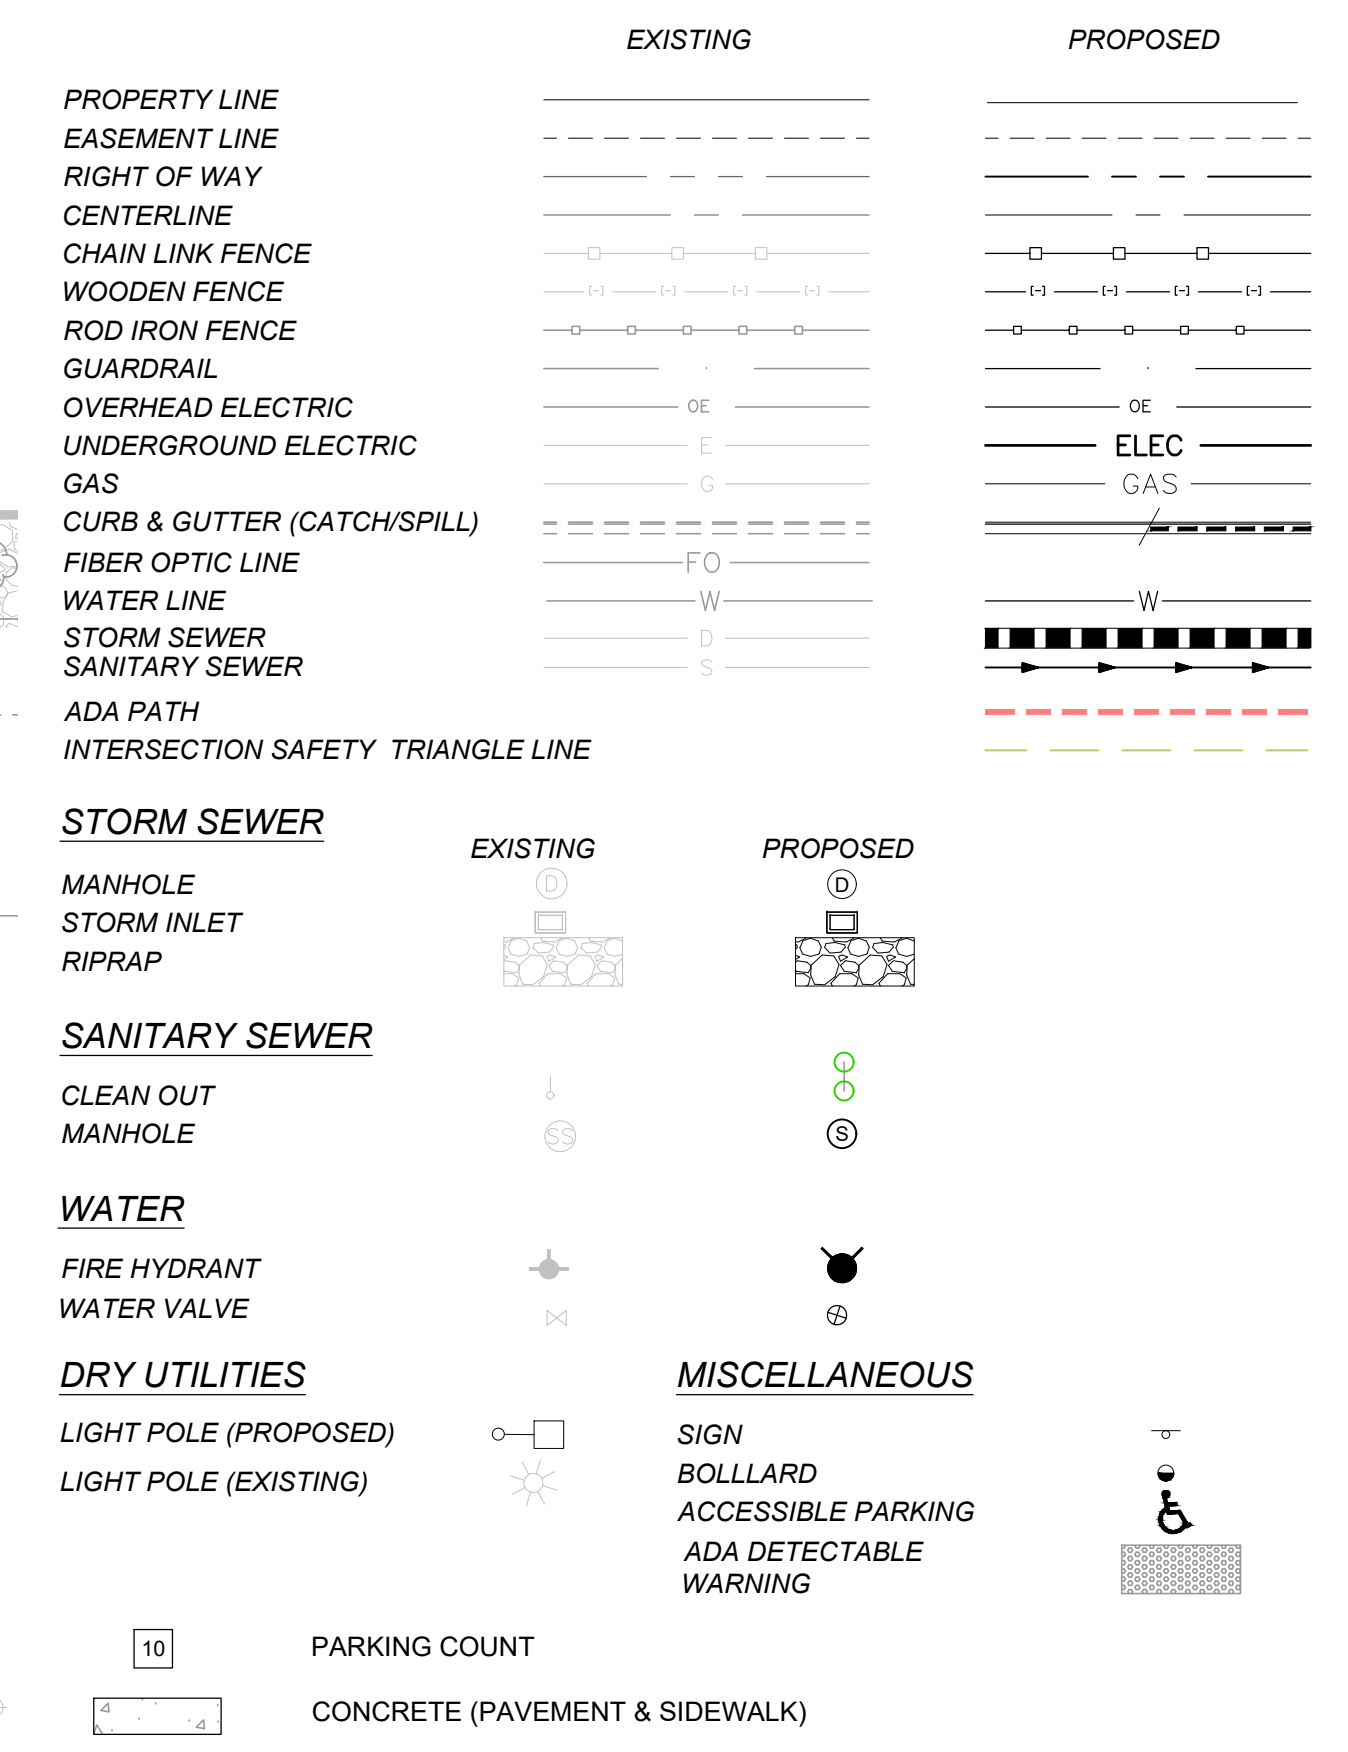 EXISTING PROPOSED
PROPERTY LINE
EASEMENT LINE
RIGHT OF WAY
CENTERLINE
CHAIN LINK FENCE
WOODEN FENCE [-] [-] [-] [-] [-] [-] [-] [-]
ROD IRON FENCE
GUARDRAIL
OVERHEAD ELECTRIC OE OE
UNDERGROUND ELECTRIC E ELEC
GAS G GAS
CURB & GUTTER (CATCH/SPILL)
FIBER OPTIC LINE FO
WATER LINE W W
STORM SEWER D
SANITARY SEWER S
ADA PATH
INTERSECTION SAFETY TRIANGLE LINE
STORM SEWER
EXISTING PROPOSED
MANHOLE D D
STORM INLET
RIPRAP
SANITARY SEWER
CLEAN OUT
MANHOLE SS S
WATER
FIRE HYDRANT
WATER VALVE
DRY UTILITIES
LIGHT POLE (PROPOSED)
LIGHT POLE (EXISTING)
MISCELLANEOUS
SIGN
BOLLLARD
ACCESSIBLE PARKING
ADA DETECTABLE
WARNING
10 PARKING COUNT
CONCRETE (PAVEMENT & SIDEWALK)